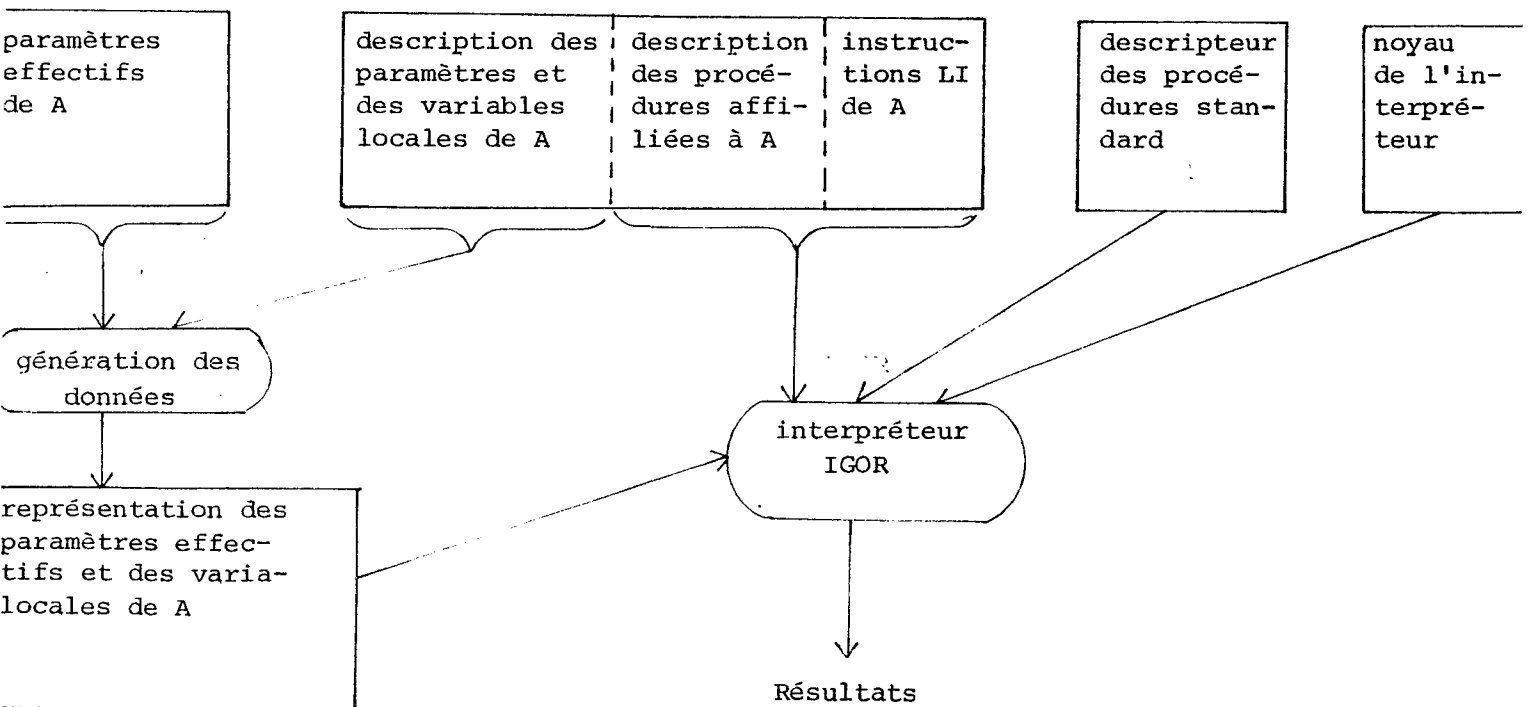 paramètres
effectifs
de A
description des
paramètres et
des variables
locales de A
description
des procé-
dures affi-
liées à A
instruc-
tions LI
de A
descripteur
des procé-
dures stan-
dard
noyau
de l'in-
terpré-
teur
génération des
données
interpréteur
IGOR
représentation des
paramètres effec-
tifs et des varia-
locales de A
Résultats